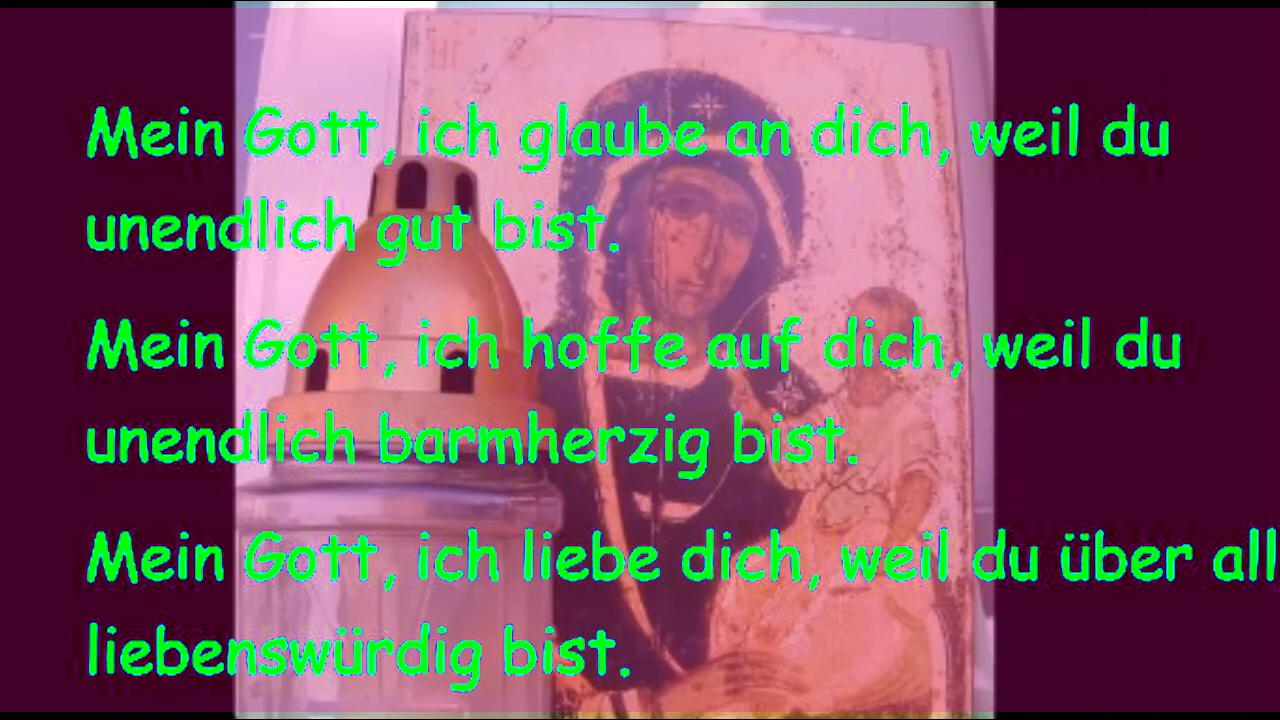 Mein Gott, ich glaube an dich, weil du
unendlich gut bist.
Mein Gott, ich hoffe auf dich, weil du
unendlich barmherzig bist.
Mein Gott, ich liebe dich, weil du über all
liebenswürdig bist.